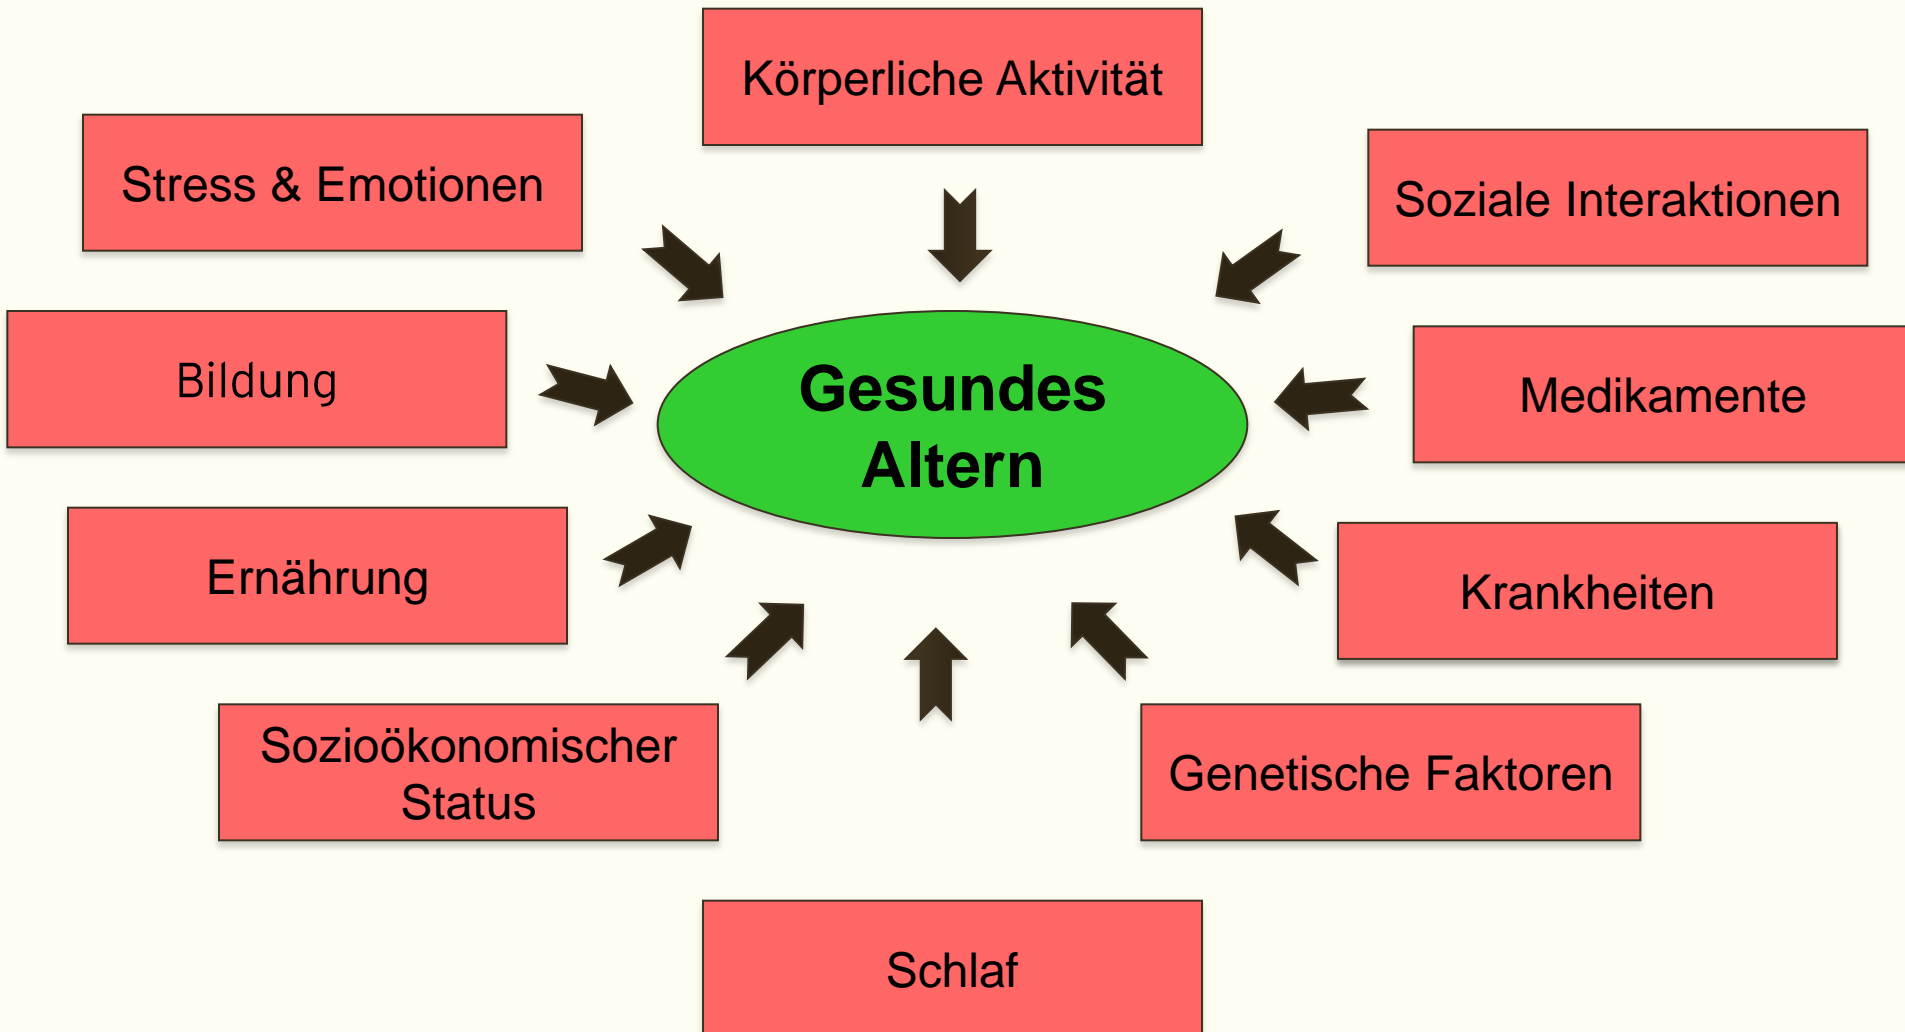 Körperliche Aktivität
Stress & Emotionen
Soziale Interaktionen
Bildung
Gesundes
Altern
Medikamente
Ernährung
Krankheiten
Sozioökonomischer
Status
Genetische Faktoren
Schlaf